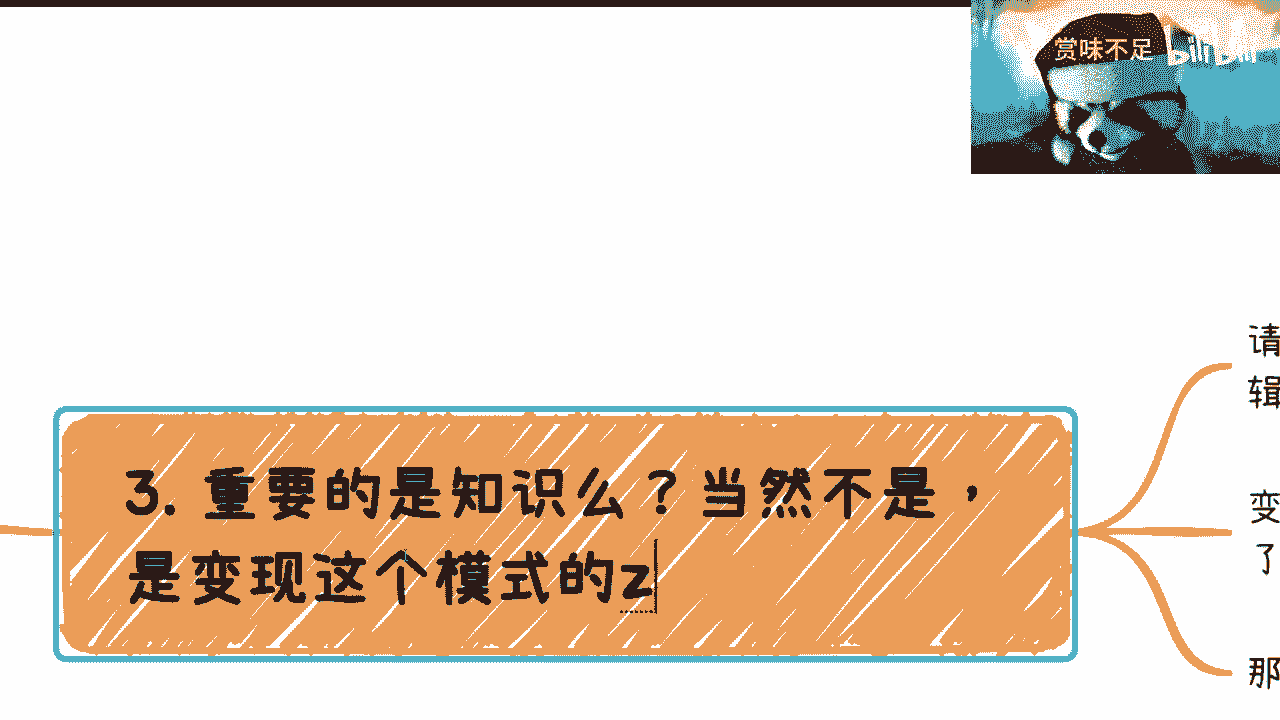 赏味不足 bilibili
请
辑
3. 重要的是知识么？当然不是，
是变现这个模式的z
变
了
那